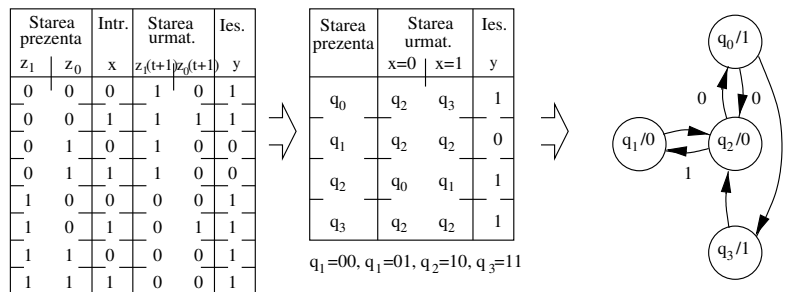 Starea prezenta Intr. Starea urmat. Ies.
z1 z0 x z1(t+1) z0(t+1) y
0 0 0 1 0 1
0 0 1 1 1 1
0 1 0 1 0 0
0 1 1 1 0 0
1 0 0 0 0 1
1 0 1 0 1 1
1 1 0 0 0 1
1 1 1 0 0 1
Starea prezenta Starea urmat. Ies.
x=0 x=1 y
q0 q2 q3 1
q1 q2 q2 0
q2 q0 q1 1
q3 q2 q2 1
q1=00, q1=01, q2=10, q3=11
q0/1
0 0
q1/0 q2/0
1
q3/1